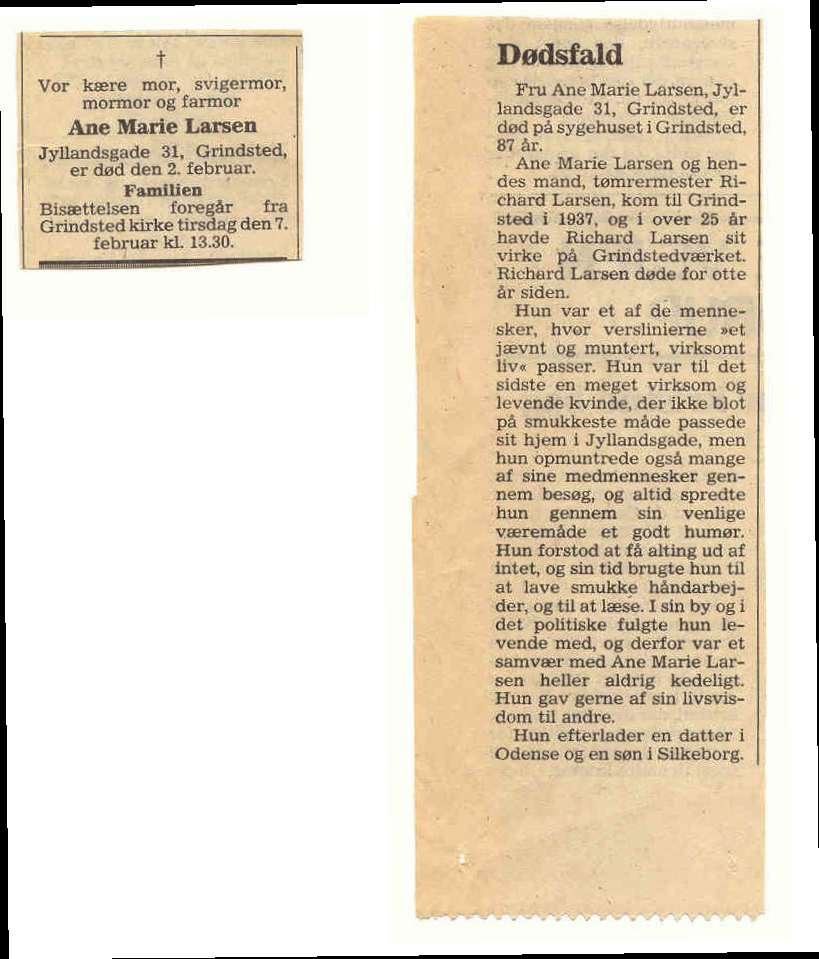 †
Vor kære mor, svigermor,
mormor og farmor
Ane Marie Larsen
Jyllandsgade 31, Grindsted,
er død den 2. februar.
Familien
Bisættelsen foregår fra
Grindsted kirke tirsdag den 7.
februar kl. 13.30.
Dødsfald
Fru Ane Marie Larsen, Jyl-
landsgade 31, Grindsted, er
død på sygehuset i Grindsted,
87 år.
Ane Marie Larsen og hen-
des mand, tømrermester Ri-
chard Larsen, kom til Grind-
sted i 1937, og i over 25 år
havde Richard Larsen sit
virke på Grindstedværket.
Richard Larsen døde for otte
år siden.
Hun var et af de menne-
sker, hvor verslinierne »et
jævnt og muntert, virksomt
liv« passer. Hun var til det
sidste en meget virksom og
levende kvinde, der ikke blot
på smukkeste måde passede
sit hjem i Jyllandsgade, men
hun opmuntrede også mange
af sine medmennesker gen-
nem besøg, og altid spredte
hun gennem sin venlige
væremåde et godt humør.
Hun forstod at få alting ud af
intet, og sin tid brugte hun til
at lave smukke håndarbej-
der, og til at læse. I sin by og i
det politiske fulgte hun le-
vende med, og derfor var et
samvær med Ane Marie Lar-
sen heller aldrig kedeligt.
Hun gav gerne af sin livsvis-
dom til andre.
Hun efterlader en datter i
Odense og en søn i Silkeborg.